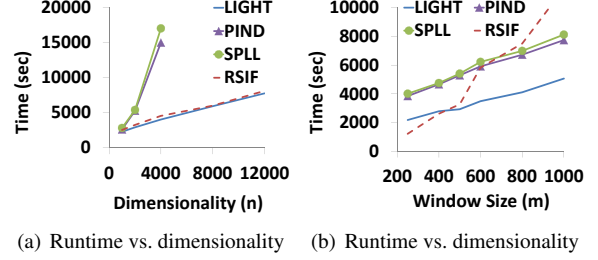 20000
15000
10000
5000
0
Time (sec)
0
4000
8000
12000
Dimensionality (n)
LIGHT
PIND
SPLL
RSIF
(a) Runtime vs. dimensionality
LIGHT
PIND
SPLL
RSIF
10000
8000
6000
4000
2000
0
Time (sec)
200
400
600
800
1000
Window Size (m)
(b) Runtime vs. dimensionality